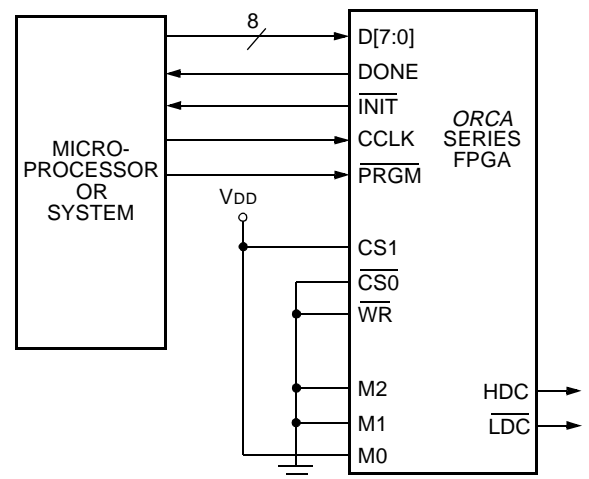 8
D[7:0]
DONE
INIT
CCLK
PRGM
ORCA
SERIES
FPGA
MICRO-
PROCESSOR
OR
SYSTEM
VDD
CS1
CS0
WR
M2
M1
M0
HDC
LDC